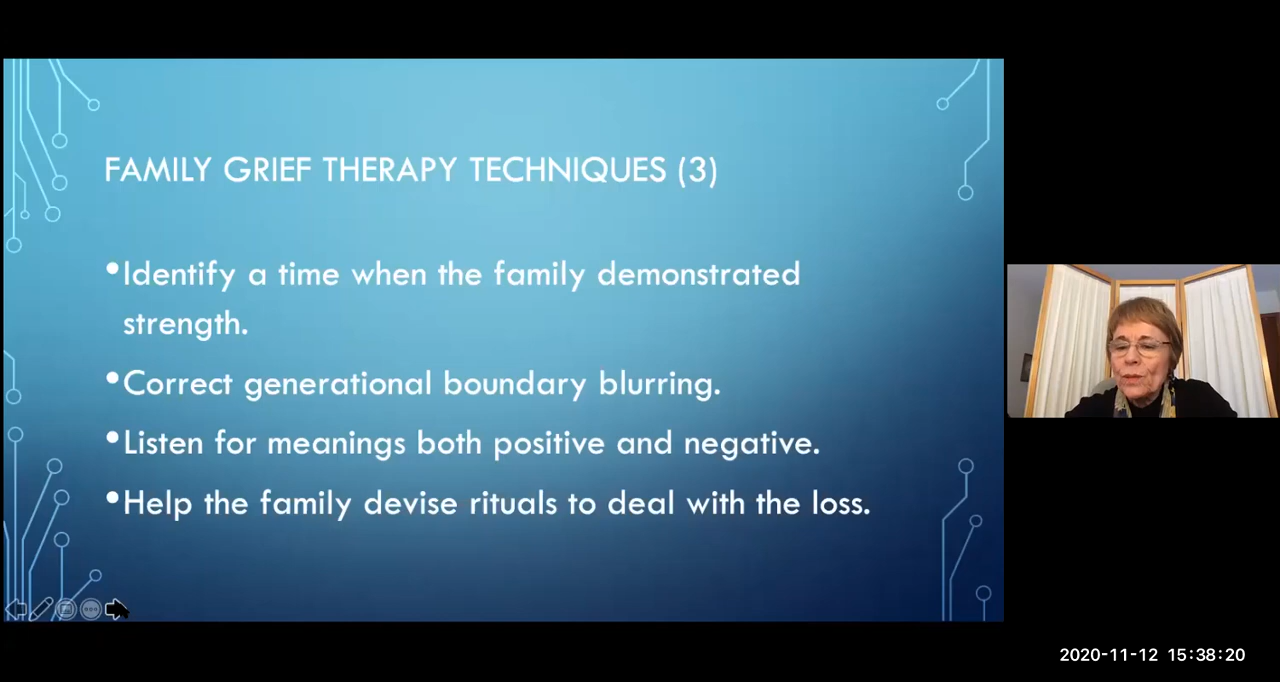 FAMILY GRIEF THERAPY TECHNIQUES (3)
•Identify a time when the family demonstrated
strength.
•Correct generational boundary blurring.
•Listen for meanings both positive and negative.
•Help the family devise rituals to deal with the loss.
2020-11-12 15:38:20